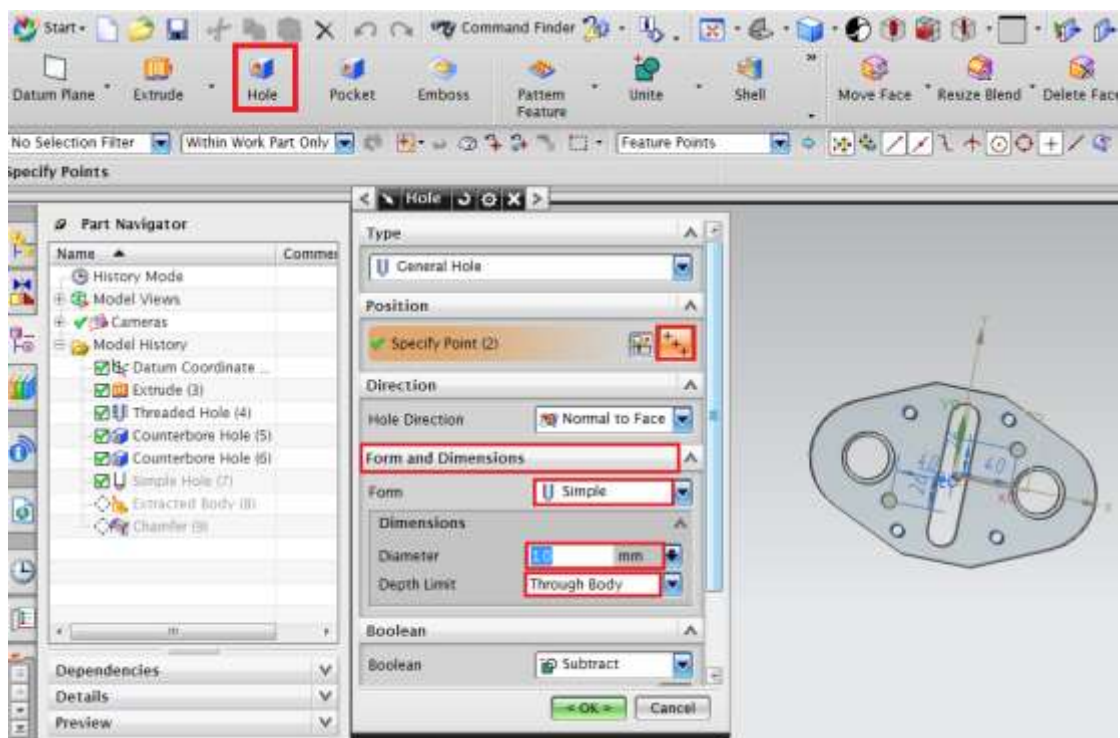 Start
Command Finder
Datum Plane
Extrude
Hole
Pocket
Emboss
Pattern Feature
Unite
Shell
Move Face
Resize Blend
Delete Face
No Selection Filter
Within Work Part Only
Feature Points
Specify Points
Part Navigator
Name
Commen
History Mode
Model Views
Cameras
Model History
Datum Coordinate ...
Extrude (3)
Threaded Hole (4)
Counterbore Hole (5)
Counterbore Hole (6)
Simple Hole (7)
Extracted Body (8)
Chamfer (9)
Dependencies
Details
Preview
Hole
Type
General Hole
Position
Specify Point (2)
Direction
Hole Direction
Normal to Face
Form and Dimensions
Form
Simple
Dimensions
Diameter
mm
Depth Limit
Through Body
Boolean
Boolean
Subtract
< OK >
Cancel